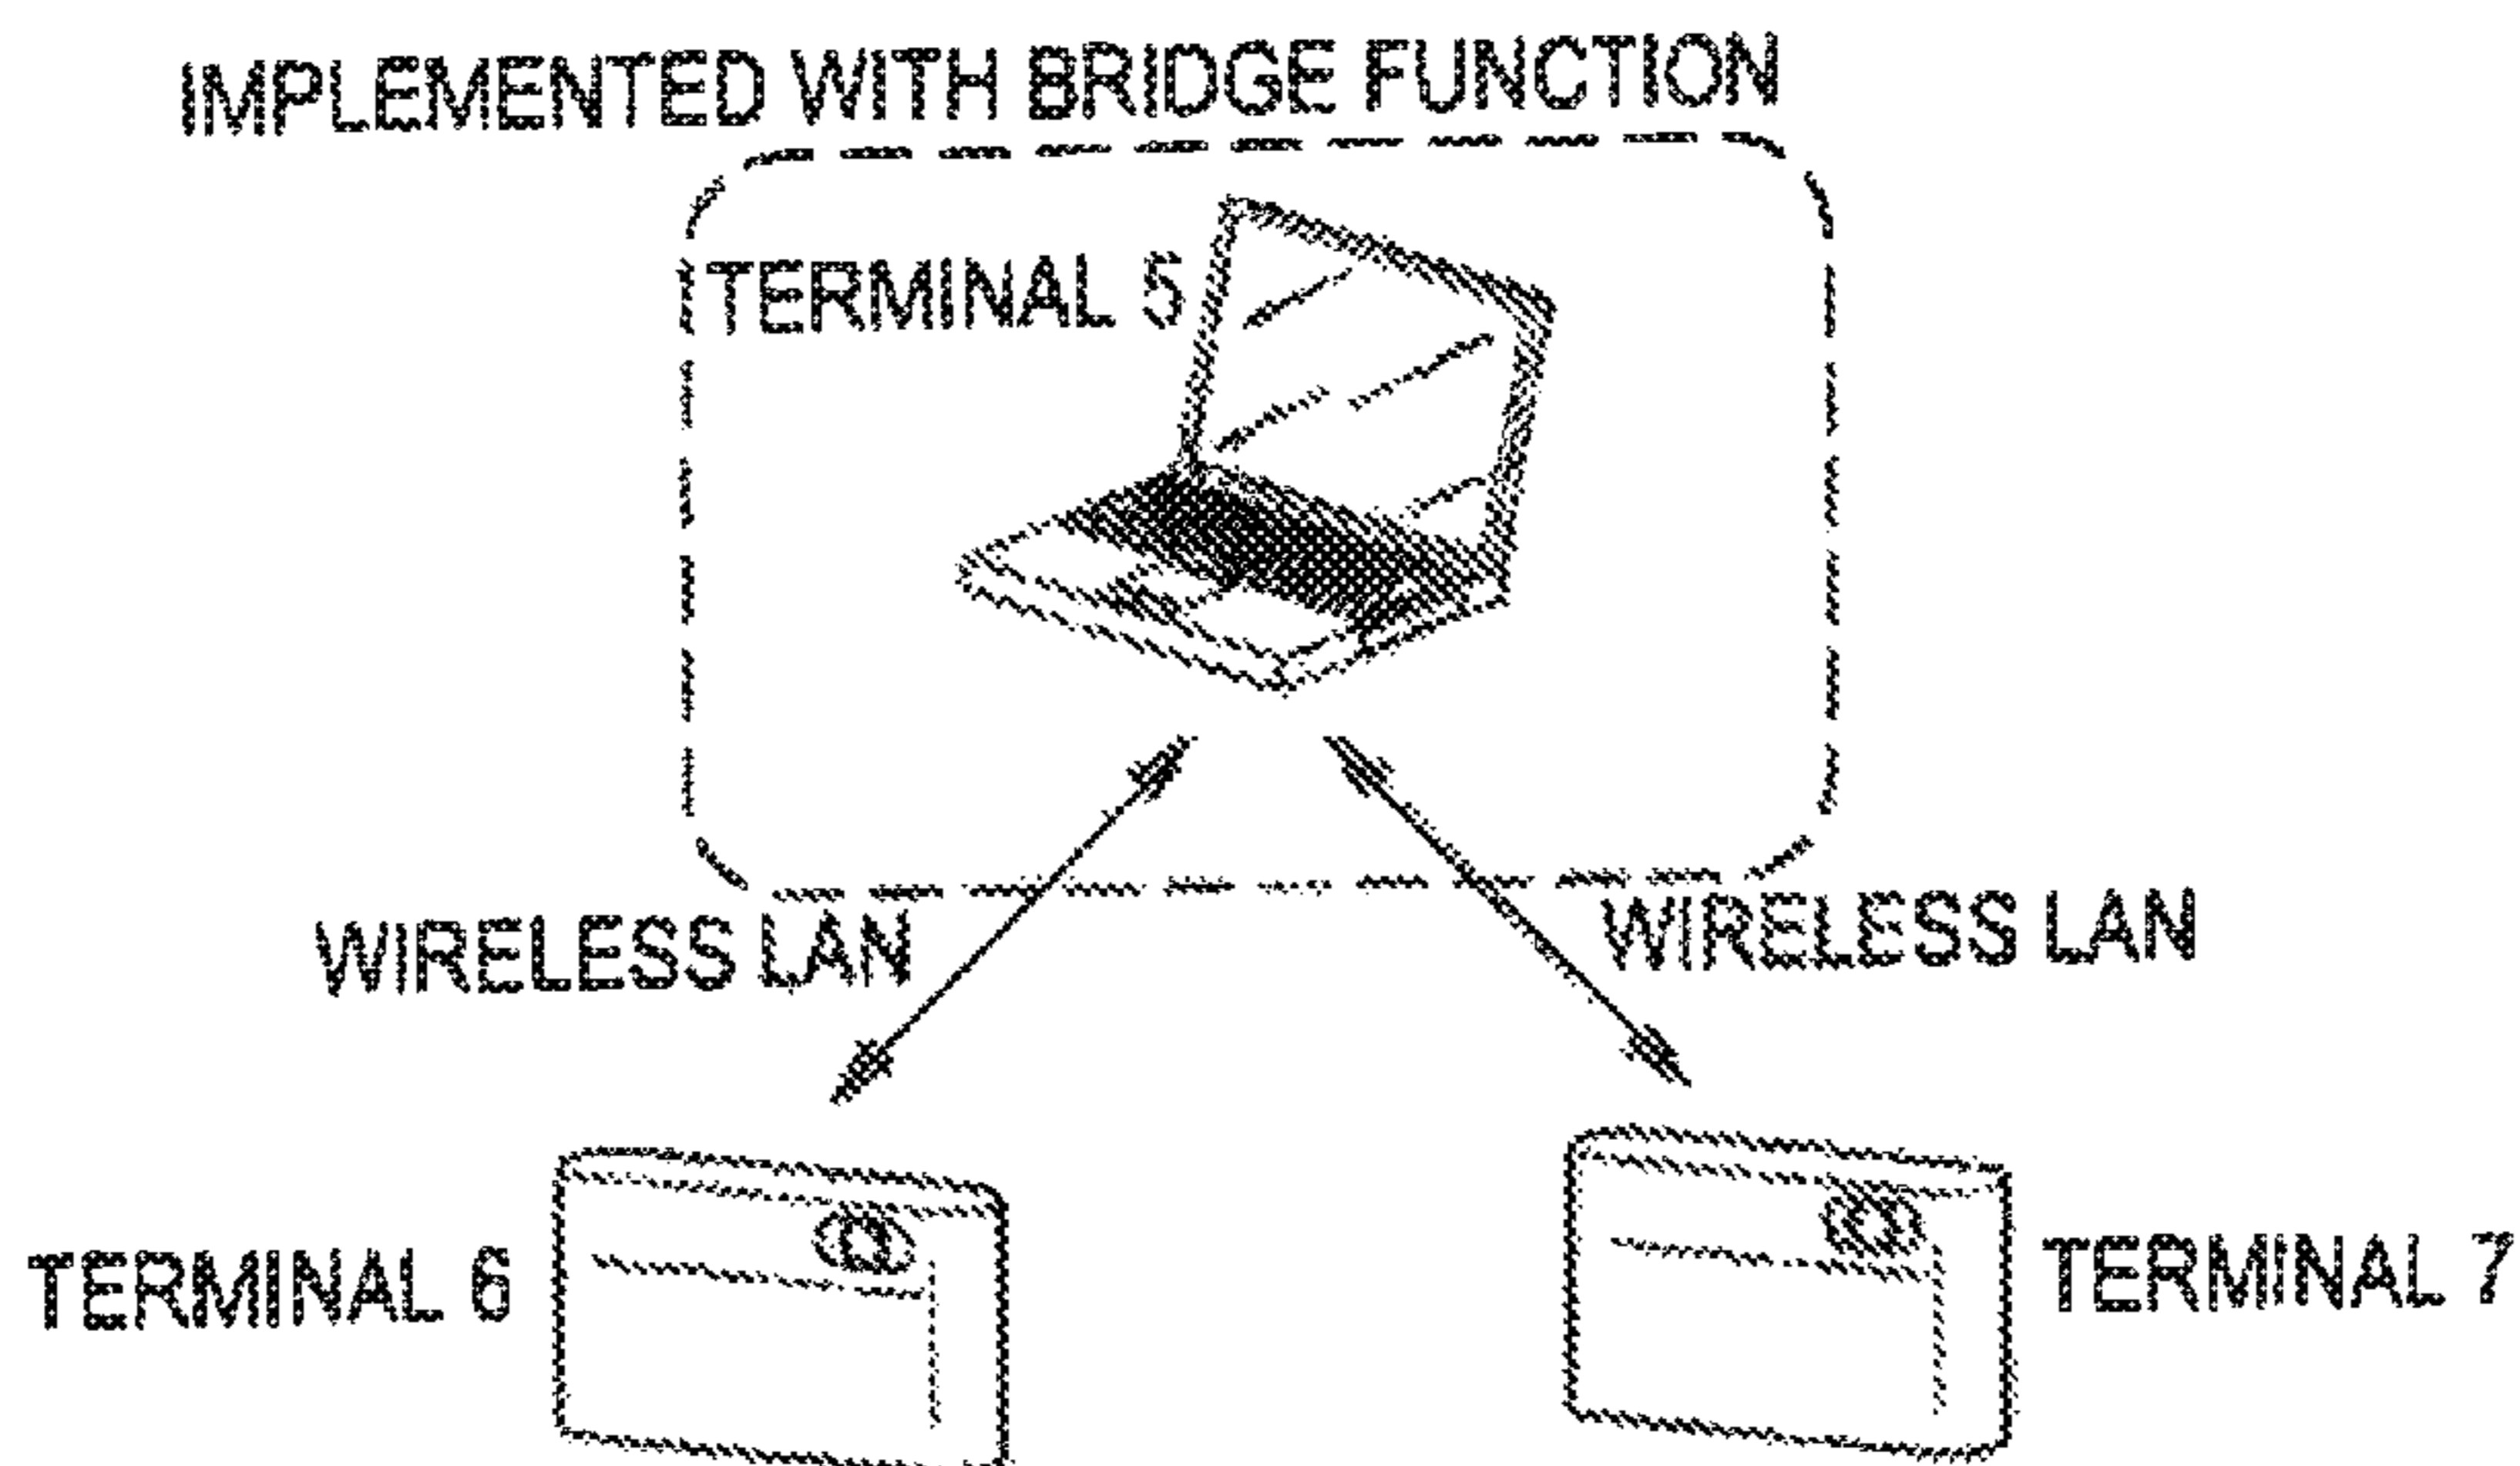 IMPLEMENTED WITH BRIDGE FUNCTION
TERMINAL 5
WIRELESS LAN
WIRELESS LAN
TERMINAL 6
TERMINAL 7